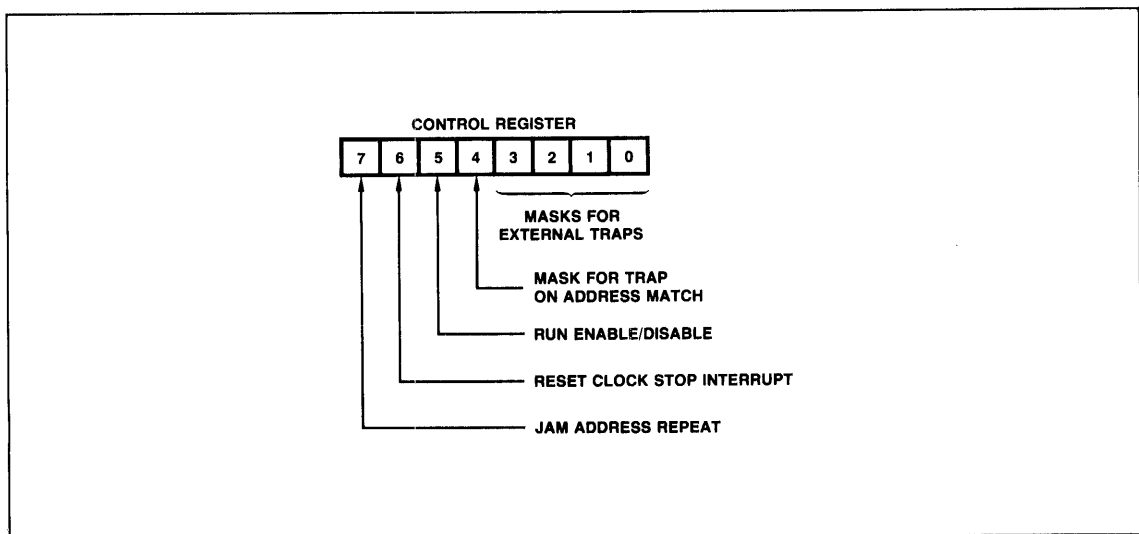 CONTROL REGISTER
7 6 5 4 3 2 1 0
MASKS FOR
EXTERNAL TRAPS
MASK FOR TRAP
ON ADDRESS MATCH
RUN ENABLE/DISABLE
RESET CLOCK STOP INTERRUPT
JAM ADDRESS REPEAT